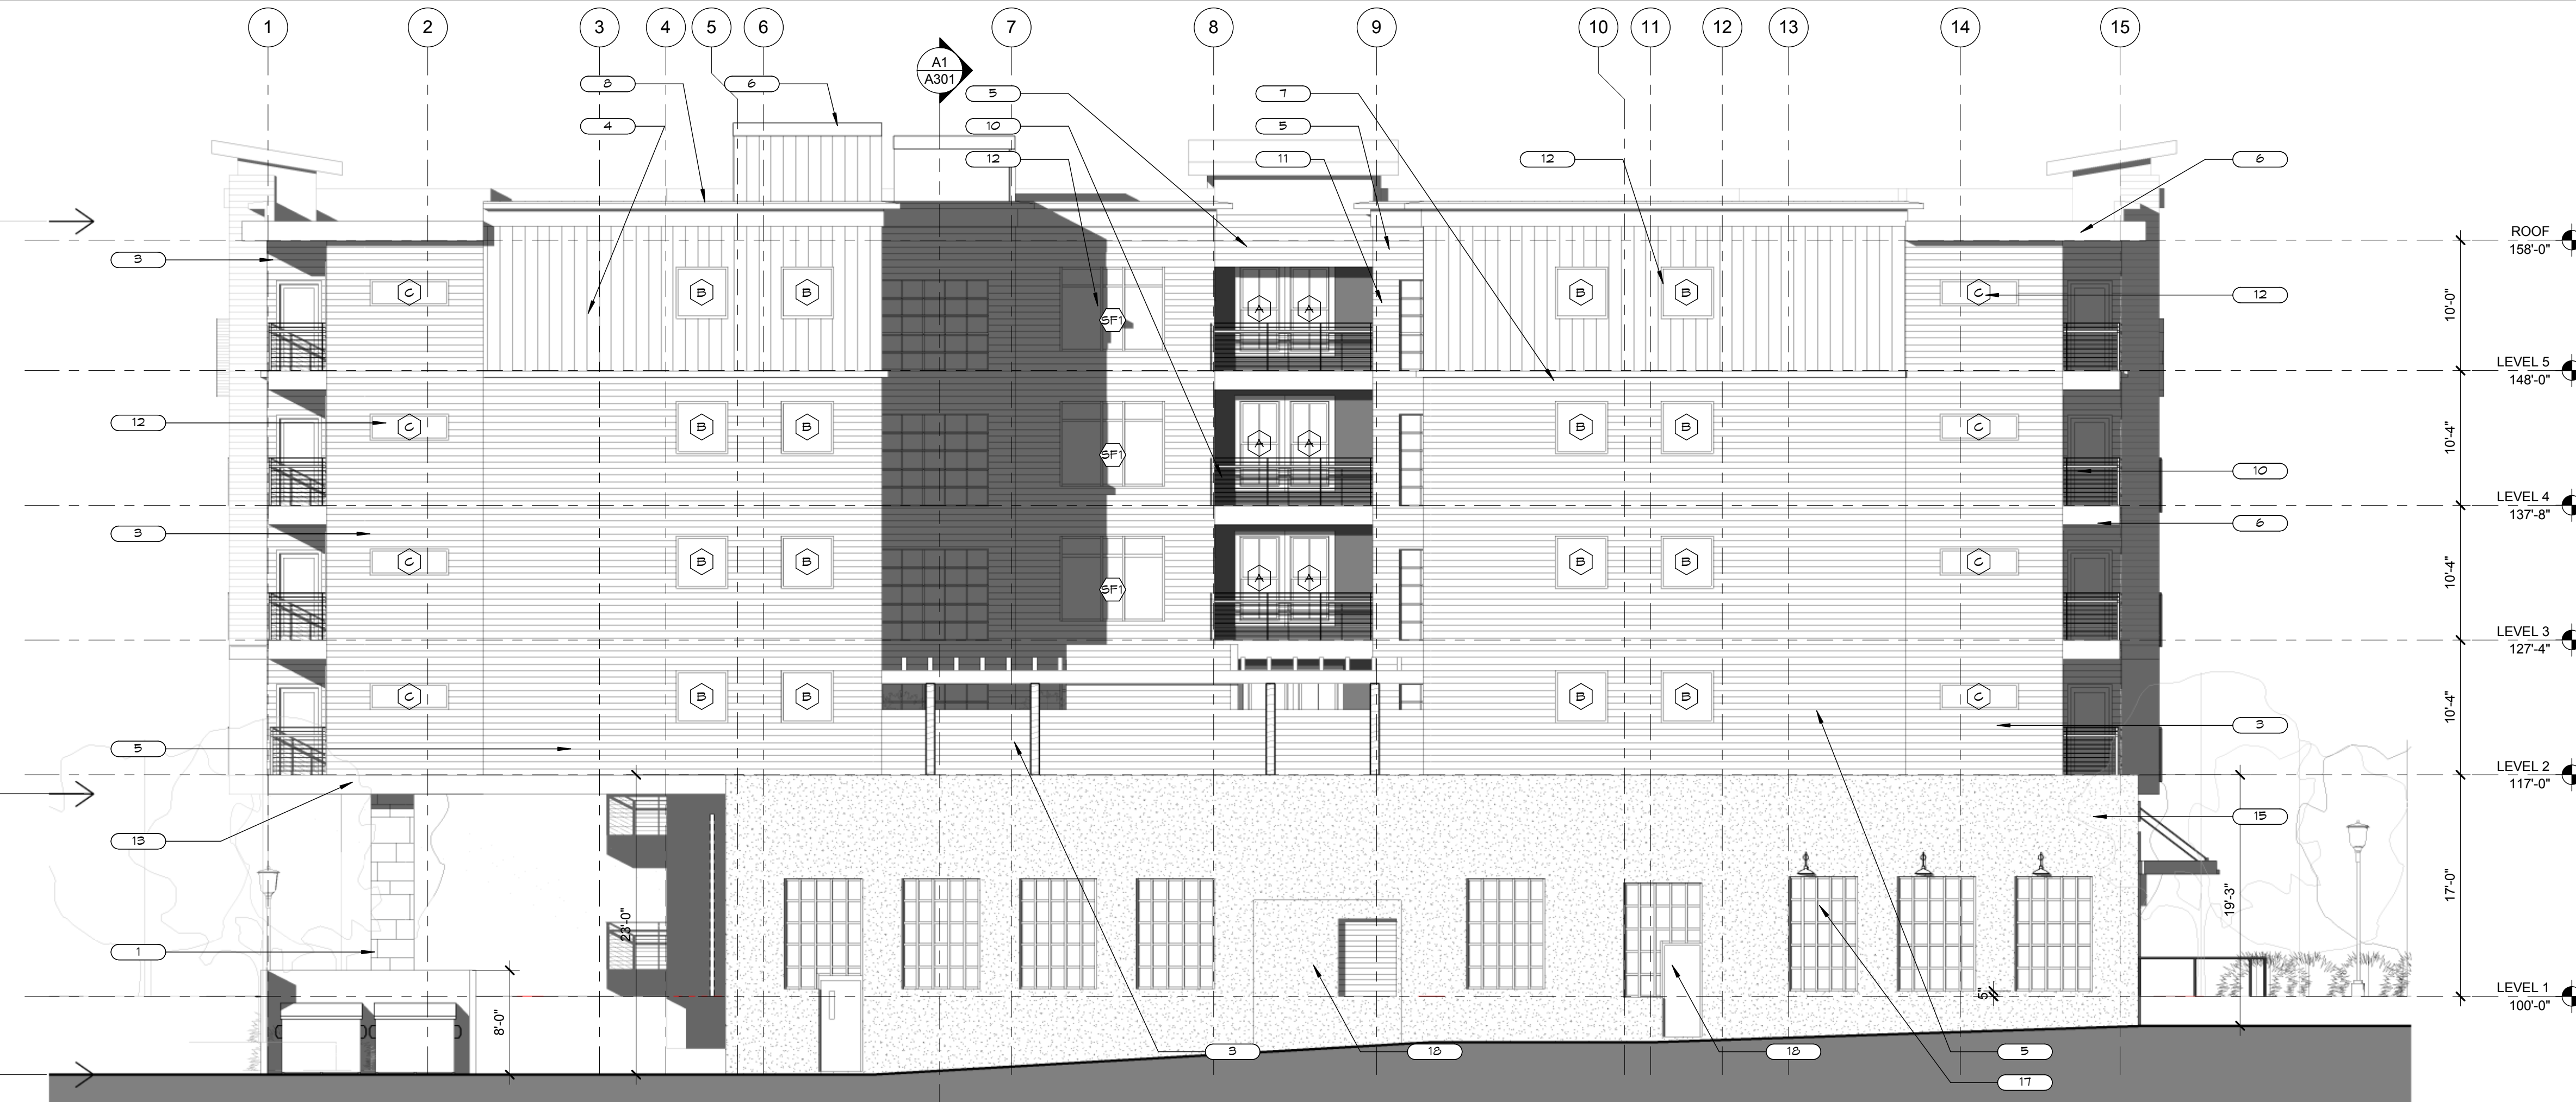 1 2 3 4 5 6 7 8 9 10 11 12 13 14 15
A1
A301
8 6 5 7
4 10 5
12 11 12 6
ROOF
158'-0"
3
C B B A A B B C 12
SF1
10'-0"
LEVEL 5
148'-0"
12 C B B A A B B C
SF1
10'-4"
10
LEVEL 4
137'-8"
6
3
C B B A A B B C
SF1
10'-4"
LEVEL 3
127'-4"
C B B B B C
10'-4"
3
5
LEVEL 2
117'-0"
13
15
17'-0"
19'-3"
23'-0"
1
5"
LEVEL 1
100'-0"
8'-0"
3 18 18 5
17